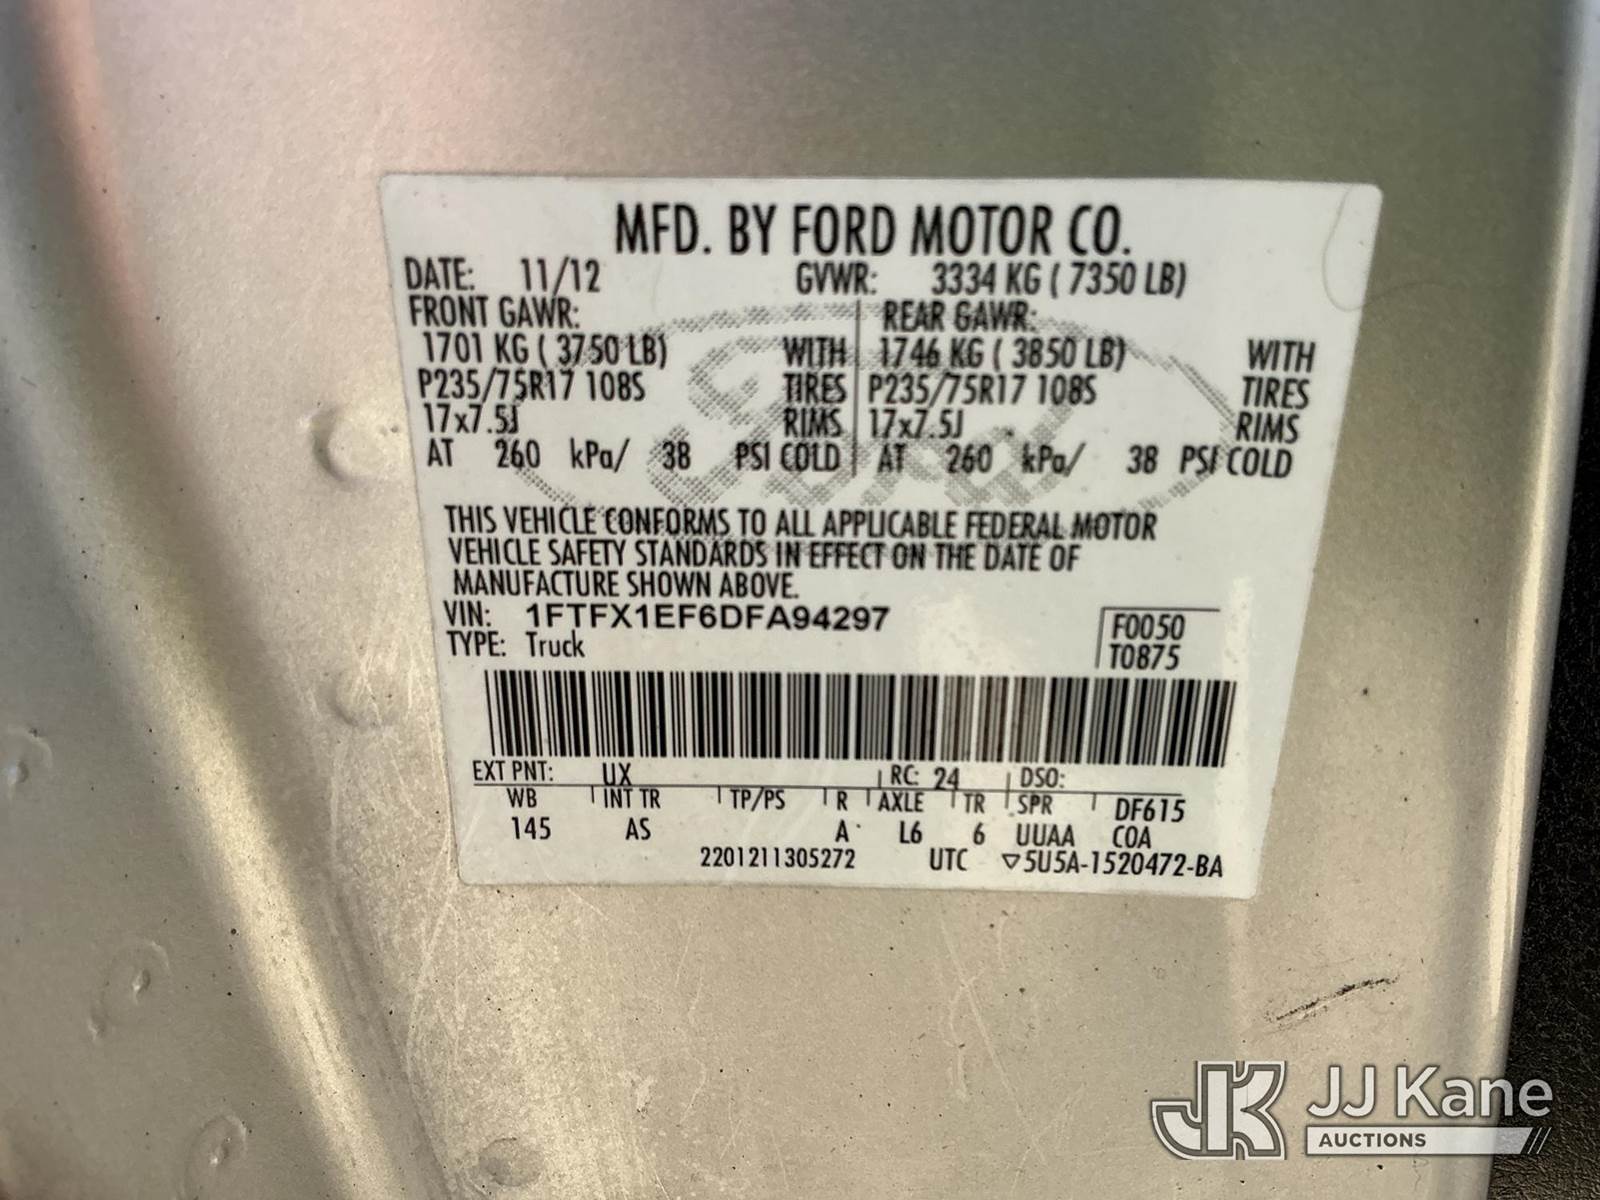 MFD. BY FORD MOTOR CO.
DATE: 11/12 GVWR: 3334 KG ( 7350 LB)
FRONT GAWR: REAR GAWR:
1701 KG ( 3750 LB) WITH 1746 KG ( 3850 LB) WITH
P235/75R17 108S TIRES P235/75R17 108S TIRES
17x7.5J RIMS 17x7.5J RIMS
AT 260 kPa/ 38 PSI COLD AT 260 kPa/ 38 PSI COLD
Ford
THIS VEHICLE CONFORMS TO ALL APPLICABLE FEDERAL MOTOR
VEHICLE SAFETY STANDARDS IN EFFECT ON THE DATE OF
MANUFACTURE SHOWN ABOVE.
VIN: 1FTFX1EF6DFA94297 F0050
TYPE: Truck T0875
EXT PNT: UX RC: 24 DSO:
WB INT TR TP/PS R AXLE TR SPR DF615
145 AS A L6 6 UUAA COA
2201211305272 UTC ▽5U5A-1520472-BA
JK JJ Kane
AUCTIONS